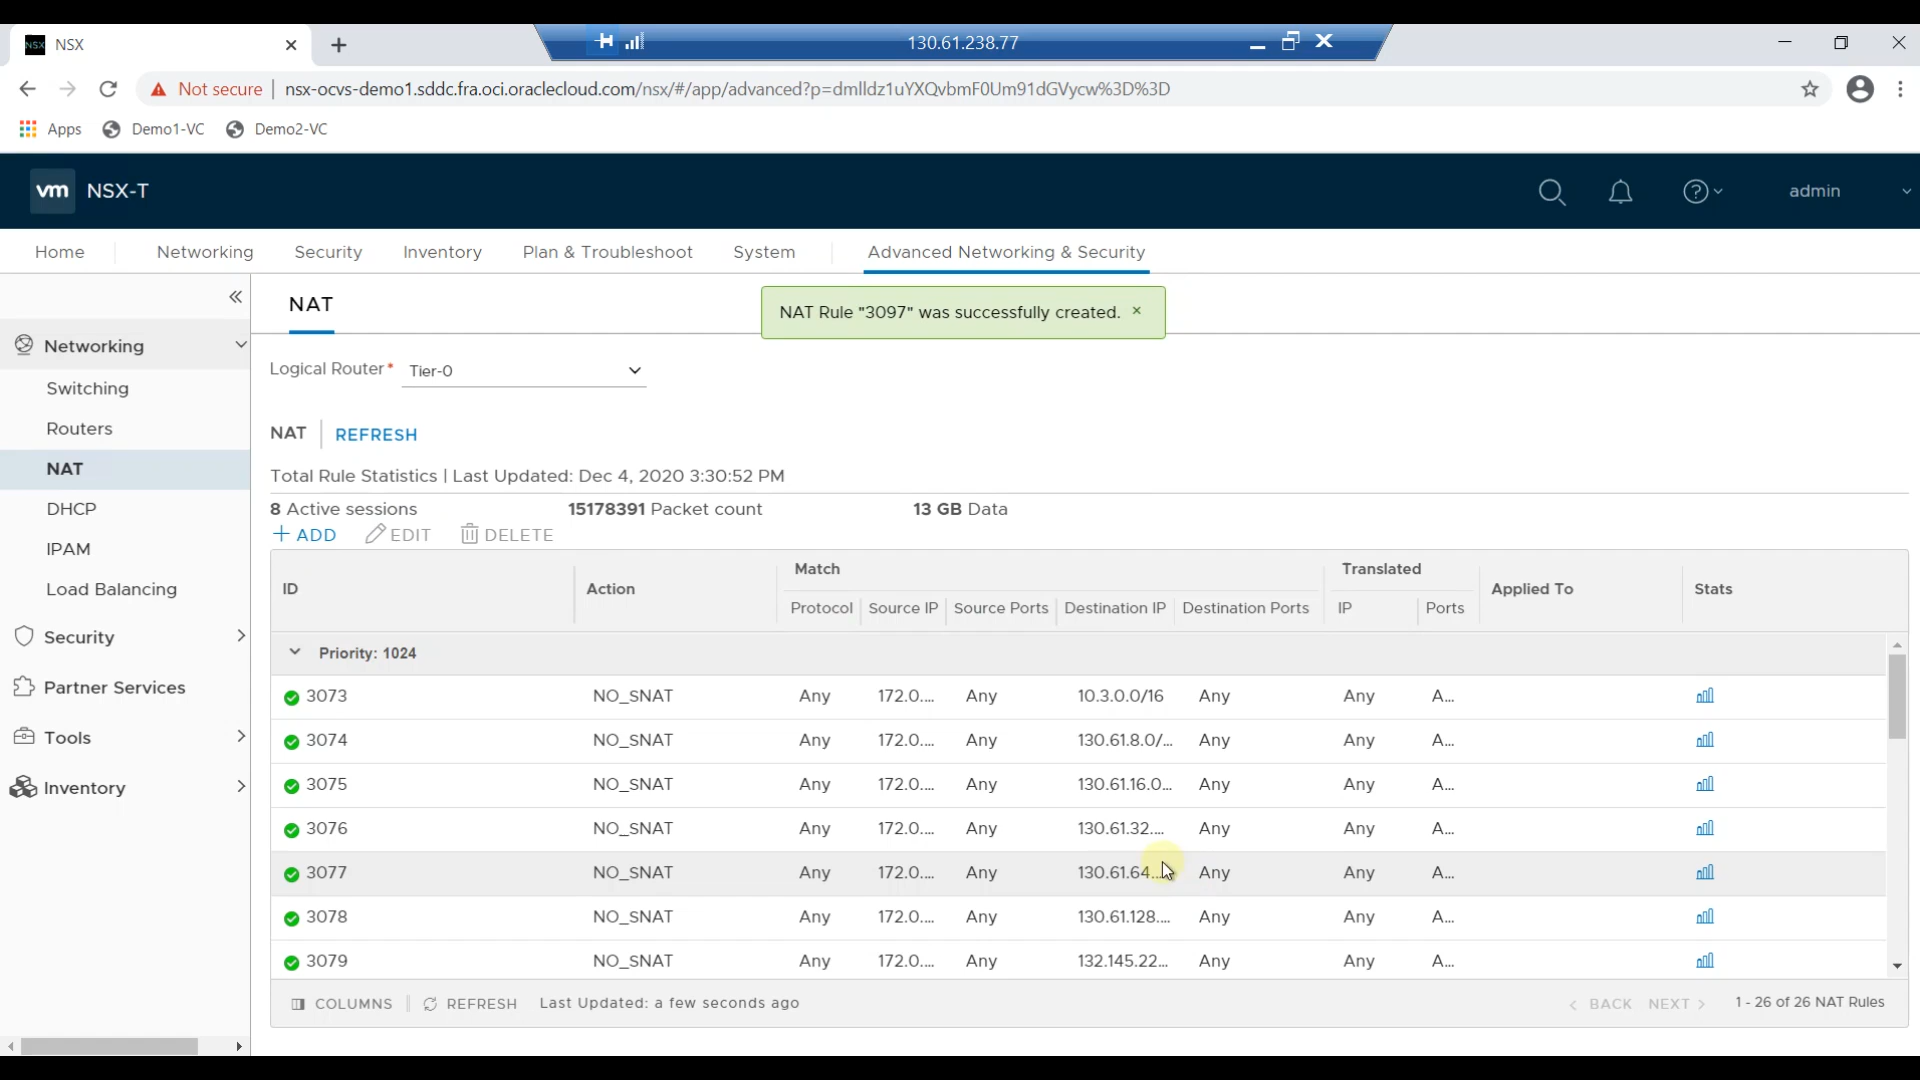 NSX
NSX
130.61.238.77
Not secure
nsx-ocvs-demo1.sddc.fra.oci.oraclecloud.com/nsx/#/app/advanced?p=dmlldz1uYXQvbmF0Um91dGVycw%3D%3D
Apps
Demo1-VC
Demo2-VC
vm
NSX-T
admin
Home
Networking
Security
Inventory
Plan & Troubleshoot
System
Advanced Networking & Security
Networking
Switching
Routers
NAT
DHCP
IPAM
Load Balancing
Security
Partner Services
Tools
Inventory
NAT
NAT Rule "3097" was successfully created.
Logical Router* Tier-0
NAT | REFRESH
Total Rule Statistics | Last Updated: Dec 4, 2020 3:30:52 PM
8 Active sessions 15178391 Packet count 13 GB Data
+ ADD EDIT DELETE
Match Translated
ID Action Applied To Stats
Protocol Source IP Source Ports Destination IP Destination Ports IP Ports
Priority: 1024
3073 NO_SNAT Any 172.0.... Any 10.3.0.0/16 Any Any A...
3074 NO_SNAT Any 172.0.... Any 130.61.8.0/... Any Any A...
3075 NO_SNAT Any 172.0.... Any 130.61.16.0... Any Any A...
3076 NO_SNAT Any 172.0.... Any 130.61.32.... Any Any A...
3077 NO_SNAT Any 172.0.... Any 130.61.64.... Any Any A...
3078 NO_SNAT Any 172.0.... Any 130.61.128.... Any Any A...
3079 NO_SNAT Any 172.0.... Any 132.145.22... Any Any A...
COLUMNS REFRESH Last Updated: a few seconds ago
BACK NEXT 1 - 26 of 26 NAT Rules